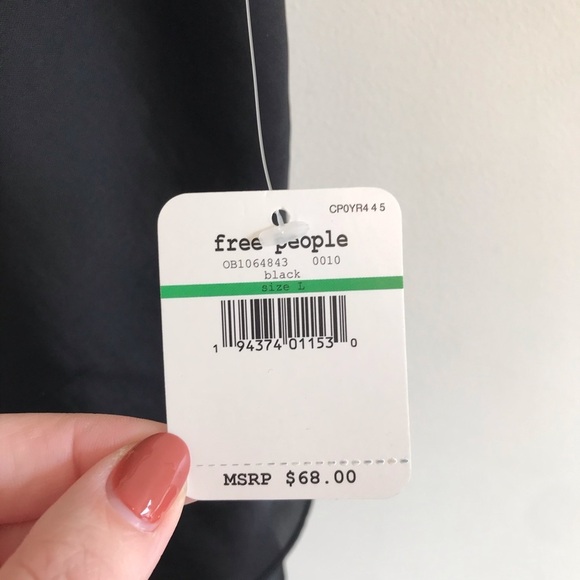 CP0YR4 4 5
free people
OB1064843 0010
black
size L
1 94374 01153 0
MSRP $68.00